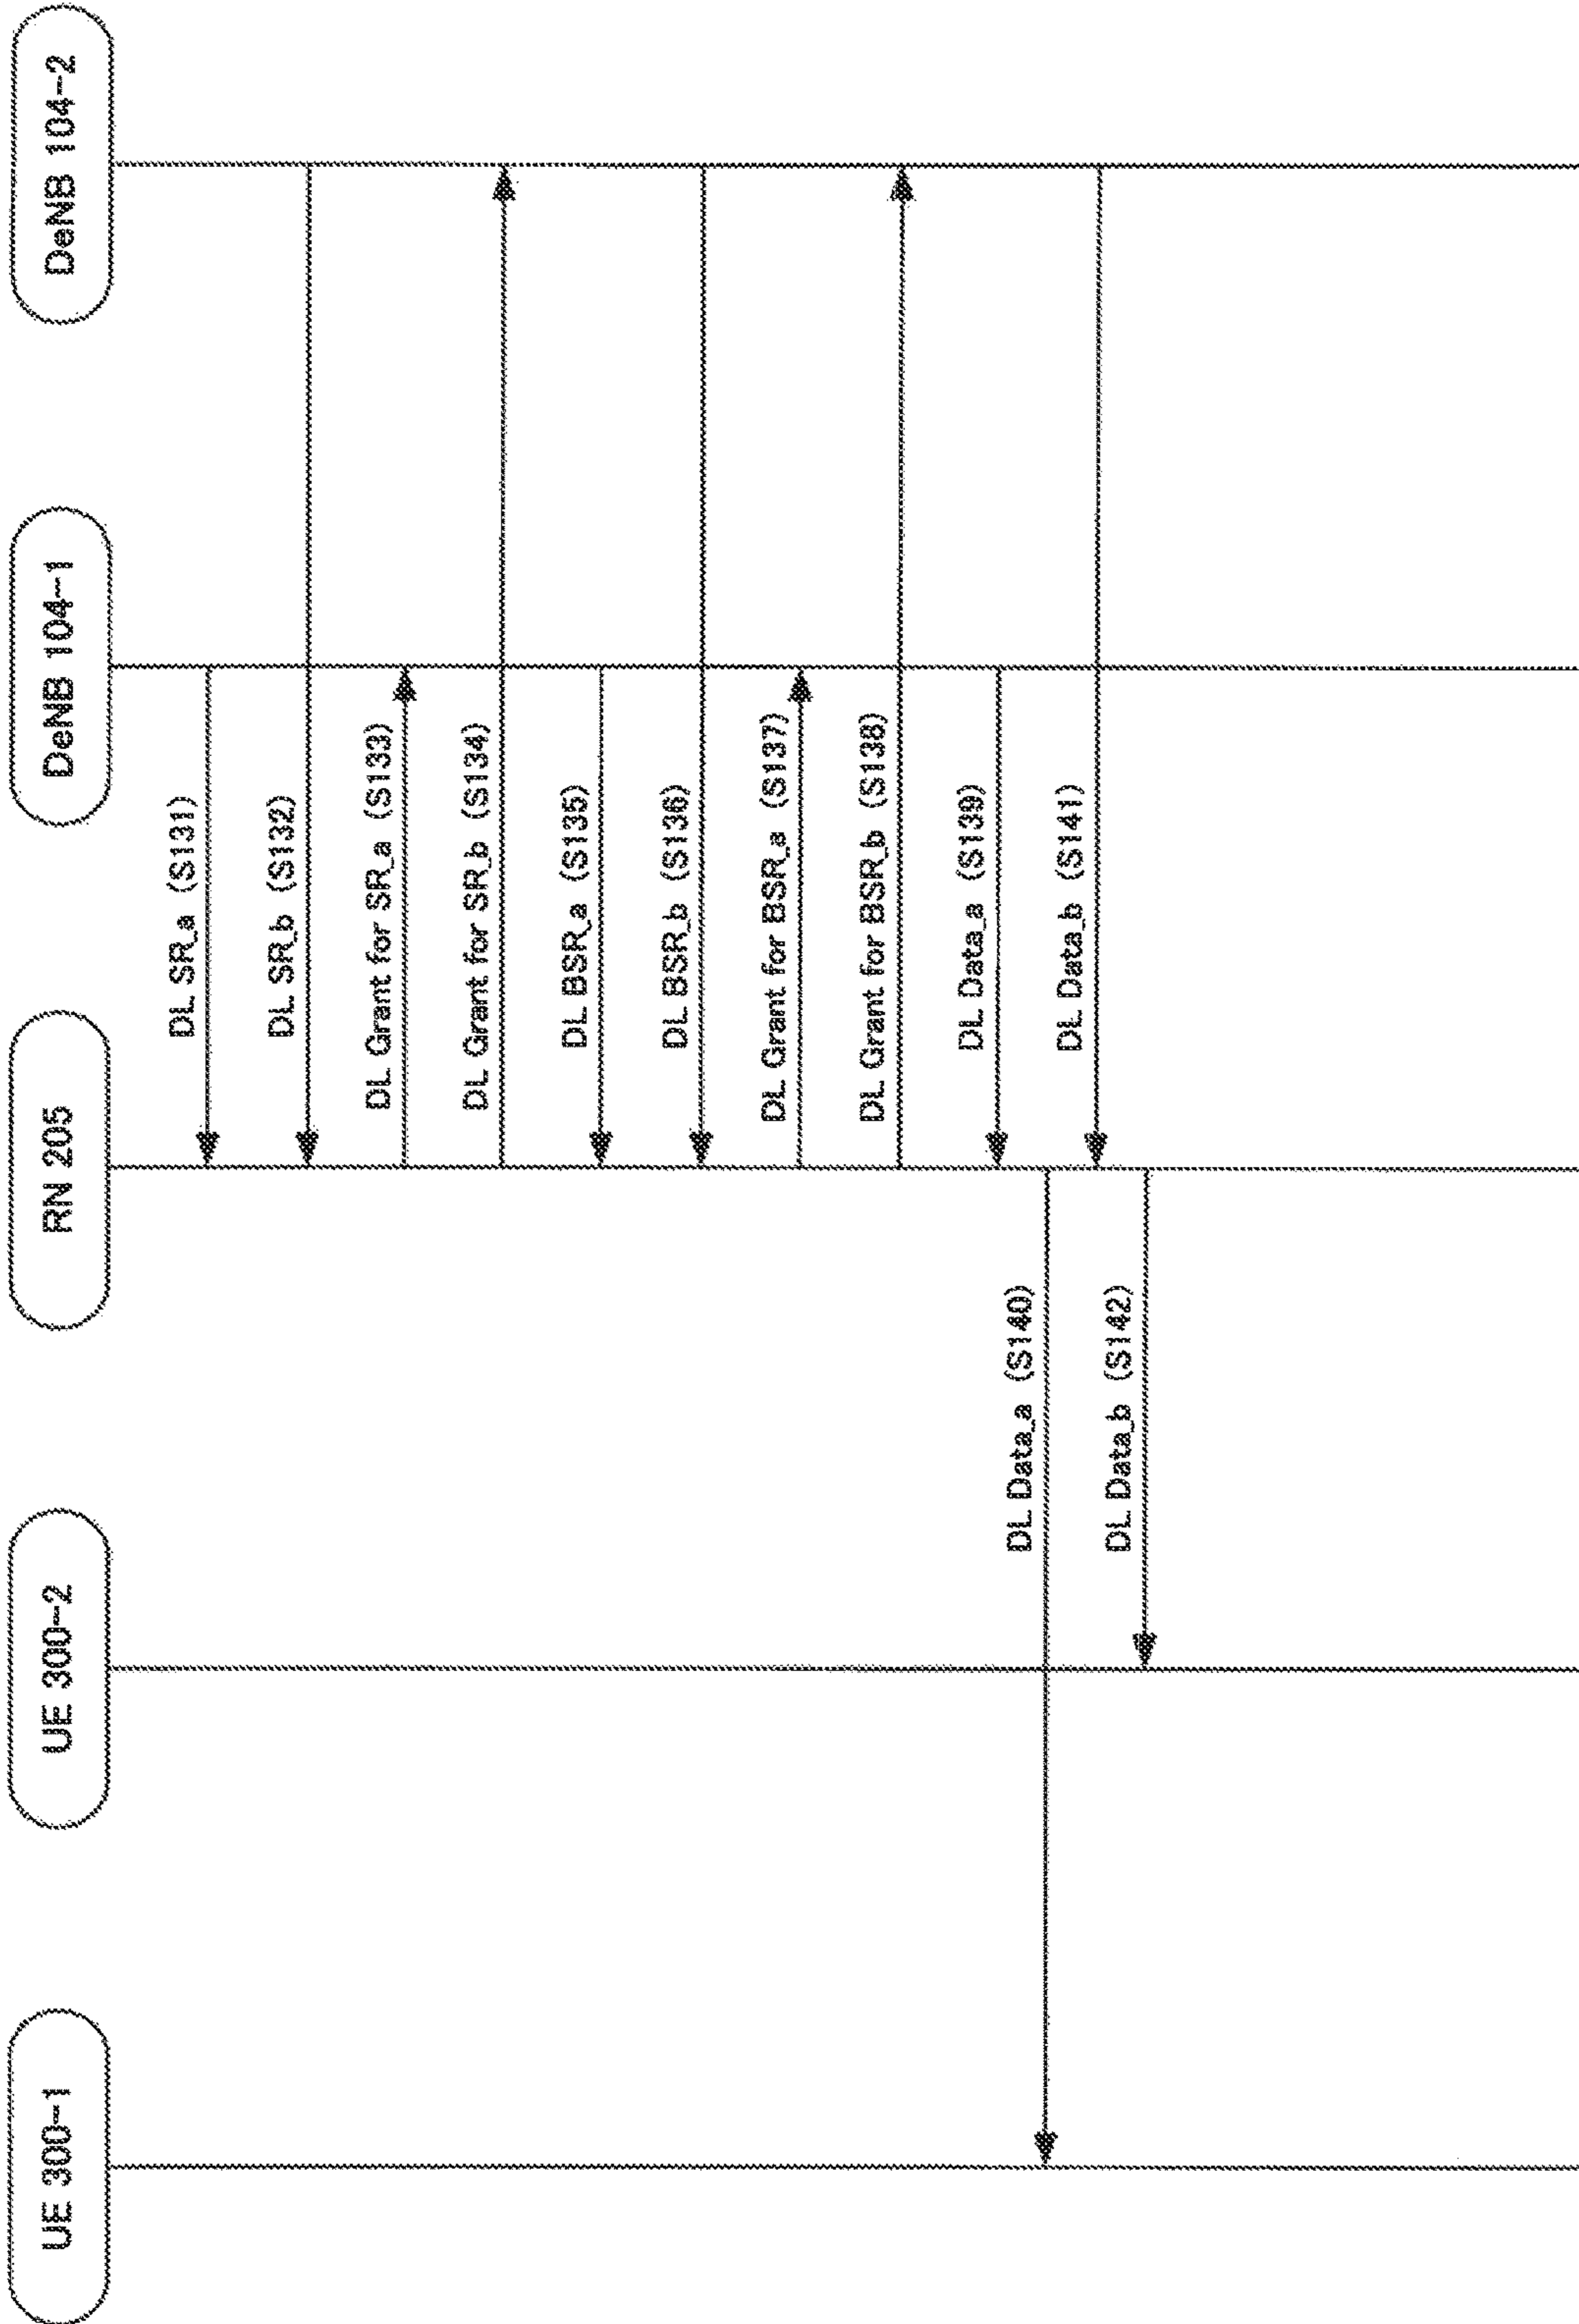 UE 300-1
UE 300-2
RN 205
DeNB 104-1
DeNB 104-2
DL SR_a (S131)
DL SR_b (S132)
DL Grant for SR_a (S133)
DL Grant for SR_b (S134)
DL BSR_a (S135)
DL BSR_b (S136)
DL Grant for BSR_a (S137)
DL Grant for BSR_b (S138)
DL Data_a (S139)
DL Data_a (S140)
DL Data_b (S141)
DL Data_b (S142)